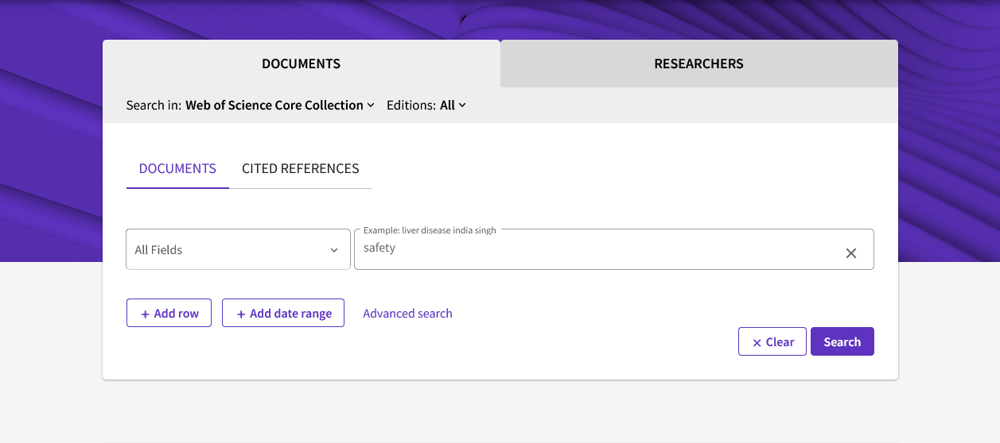 DOCUMENTS RESEARCHERS
Search in: Web of Science Core Collection Editions: All
DOCUMENTS CITED REFERENCES
Example: liver disease india singh
All Fields safety
+ Add row + Add date range Advanced search
× Clear Search